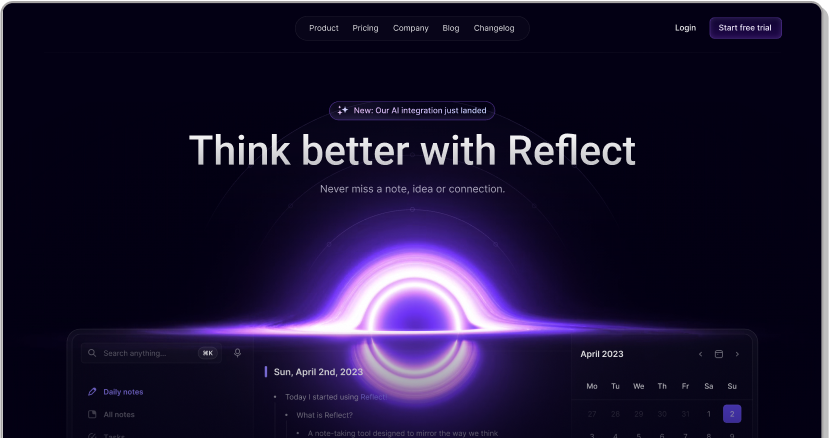 Product Pricing Company Blog Changelog
Login
Start free trial
New: Our AI integration just landed
Think better with Reflect
Never miss a note, idea or connection.
Search anything...
⌘K
Daily notes
All notes
Tasks
Sun, April 2nd, 2023
Today I started using Reflect!
What is Reflect?
A note-taking tool designed to mirror the way we think
April 2023
Mo Tu We Th Fr Sa Su
27 28 29 30 31 1 2
3 4 5 6 7 8 9